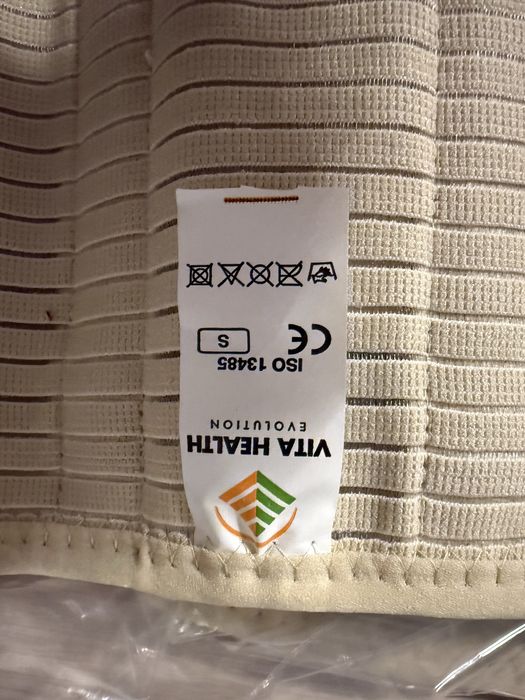 VITA HEALTH
EVOLUTION
ISO 13485
CE S